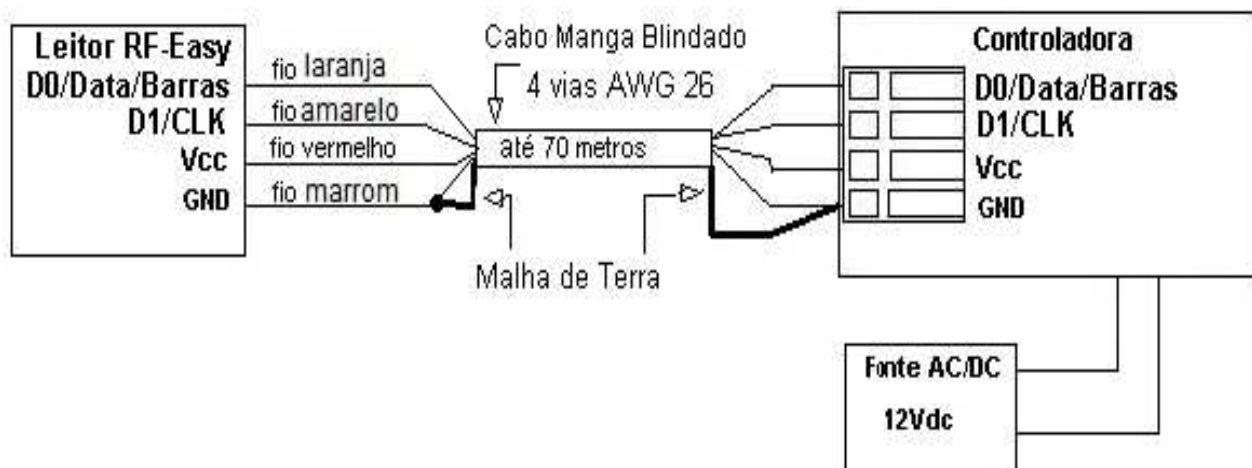 Leitor RF-Easy
D0/Data/Barras
D1/CLK
Vcc
GND
fio laranja
fio amarelo
fio vermelho
fio marrom
Cabo Manga Blindado
4 vias AWG 26
até 70 metros
Malha de Terra
Controladora
D0/Data/Barras
D1/CLK
Vcc
GND
Fonte AC/DC
12Vdc